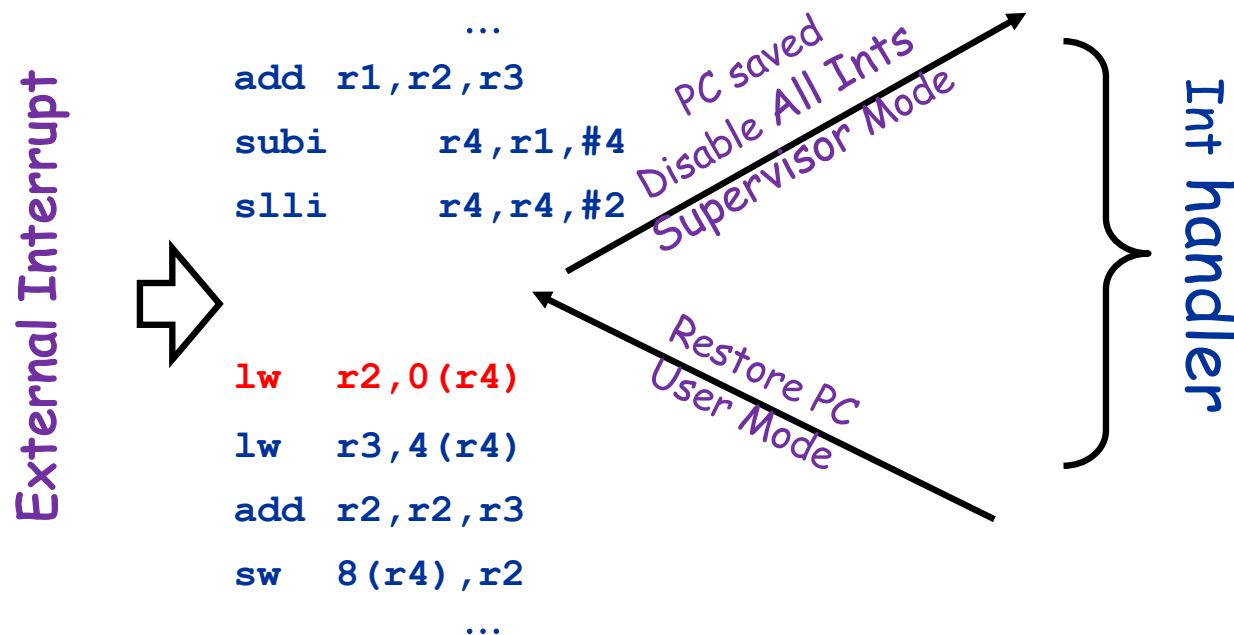 External Interrupt
...
add r1,r2,r3
subi r4,r1,#4
slli r4,r4,#2
lw r2,0(r4)
lw r3,4(r4)
add r2,r2,r3
sw 8(r4),r2
...
PC saved
Disable All Ints
Supervisor Mode
Restore PC
User Mode
Int handler